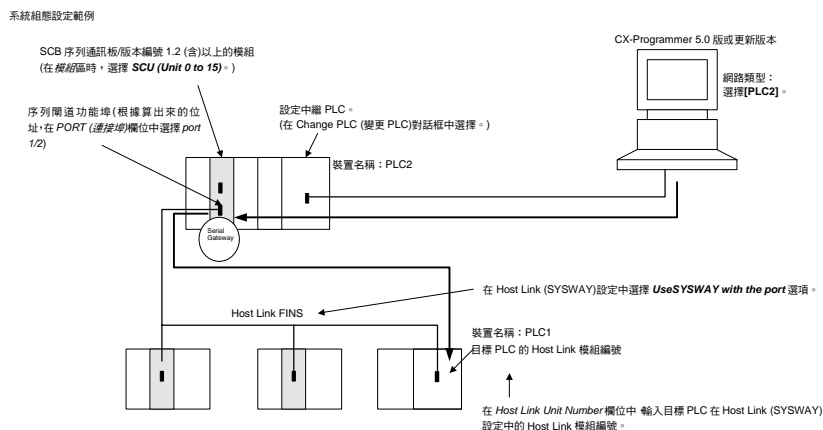 系統組態設定範例
SCB 序列通訊板/版本編號 1.2 (含)以上的模組
(在模組區時，選擇 SCU (Unit 0 to 15)。)
CX-Programmer 5.0 版或更新版本
網路類型：
選擇[PLC2]。
序列閘道功能埠(根據算出來的位
址，在 PORT (連接埠)欄位中選擇 port
1/2)
設定中繼 PLC。
(在 Change PLC (變更 PLC)對話框中選擇。)
裝置名稱：PLC2
Serial
Gateway
在 Host Link (SYSWAY)設定中選擇 UseSYSWAY with the port 選項。
Host Link FINS
裝置名稱：PLC1
目標 PLC 的 Host Link 模組編號
在 Host Link Unit Number 欄位中，輸入目標 PLC 在 Host Link (SYSWAY)
設定中的 Host Link 模組編號。